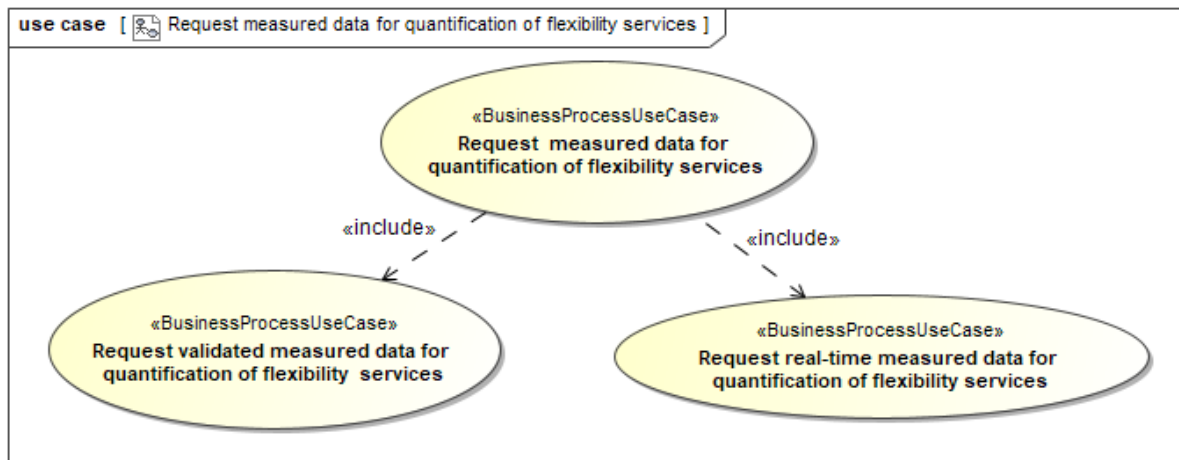 use case [ Request measured data for quantification of flexibility services ]
«BusinessProcessUseCase»
Request measured data for
quantification of flexibility services
«include»
«include»
«BusinessProcessUseCase»
Request validated measured data for
quantification of flexibility services
«BusinessProcessUseCase»
Request real-time measured data for
quantification of flexibility services